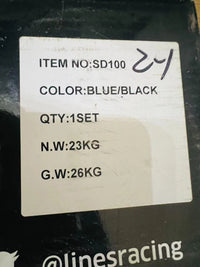 ITEM NO:SD100 24
COLOR:BLUE/BLACK
QTY:1SET
N.W:23KG
G.W:26KG
@linesracing